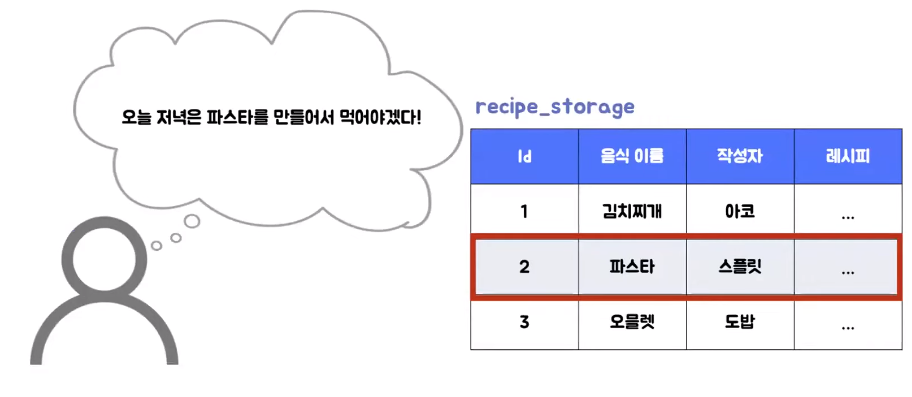 오늘 저녁은 파스타를 만들어서 먹어야겠다!
recipe_storage
Id 음식 이름 작성자 레시피
1 김치찌개 아코 ...
2 파스타 스플릿 ...
3 오믈렛 도밥 ...